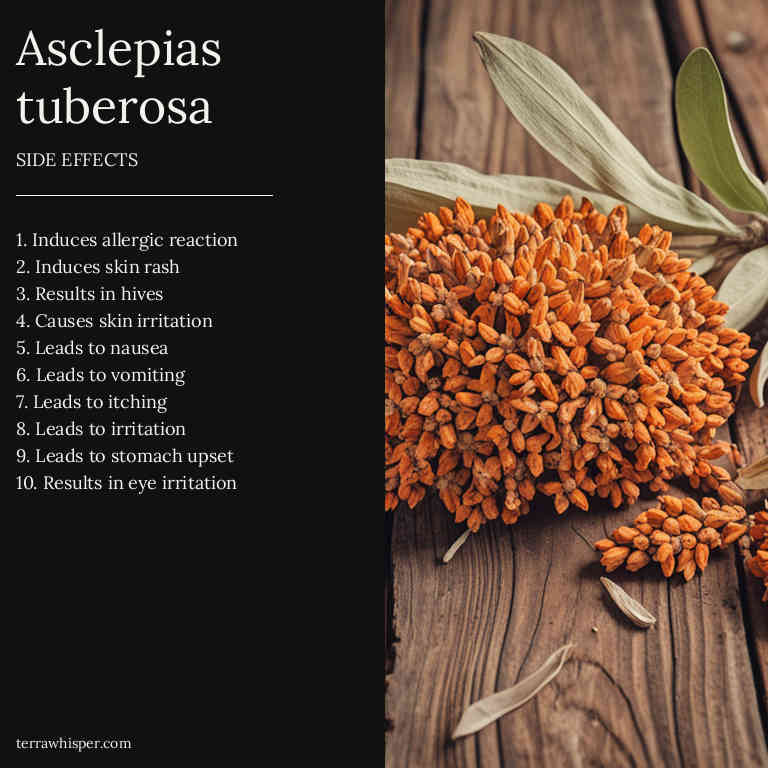 Asclepias
tuberosa
SIDE EFFECTS
1. Induces allergic reaction
2. Induces skin rash
3. Results in hives
4. Causes skin irritation
5. Leads to nausea
6. Leads to vomiting
7. Leads to itching
8. Leads to irritation
9. Leads to stomach upset
10. Results in eye irritation
terrawhisper.com